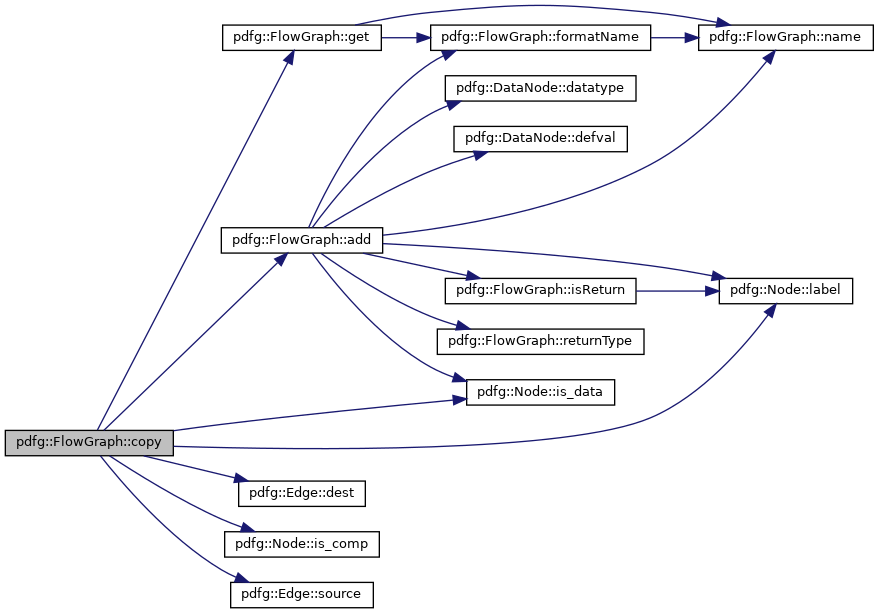 pdfg::FlowGraph::get
pdfg::FlowGraph::formatName
pdfg::FlowGraph::name
pdfg::DataNode::datatype
pdfg::DataNode::defval
pdfg::FlowGraph::add
pdfg::FlowGraph::isReturn
pdfg::Node::label
pdfg::FlowGraph::returnType
pdfg::Node::is_data
pdfg::FlowGraph::copy
pdfg::Edge::dest
pdfg::Node::is_comp
pdfg::Edge::source